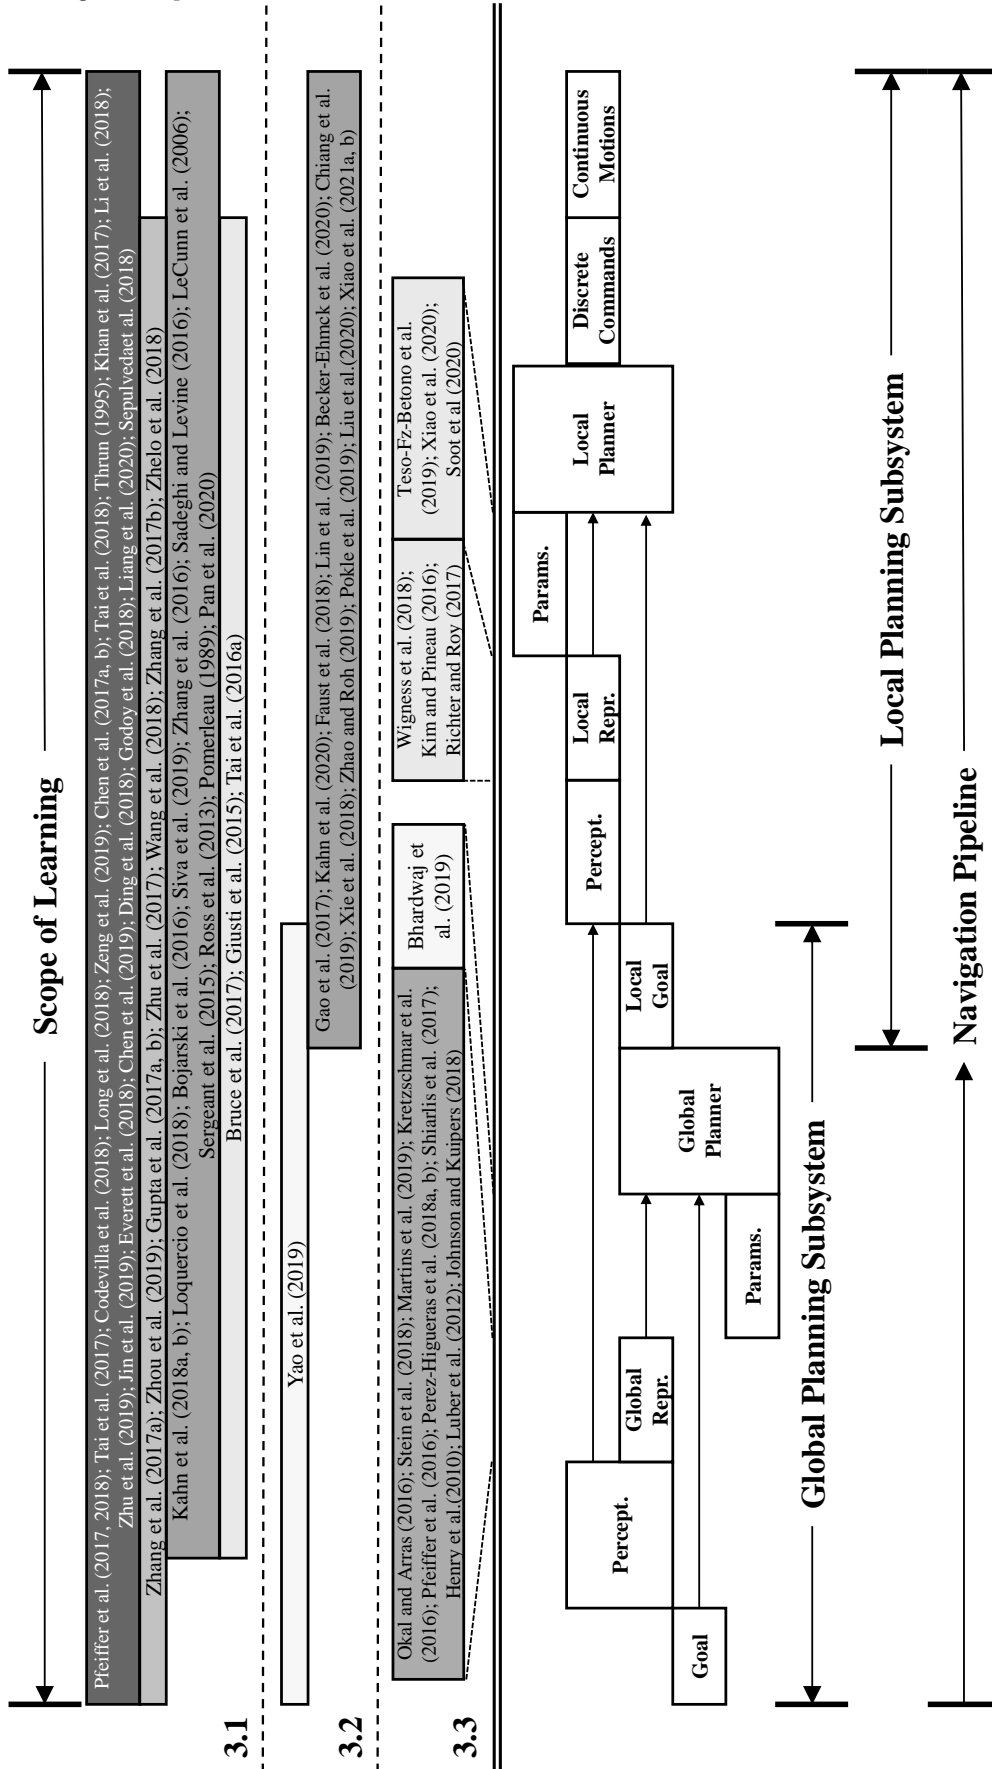 Scope of Learning
Pfeiffer et al. (2017, 2018); Tai et al. (2017); Codevilla et al. (2018); Long et al. (2018); Zeng et al. (2019); Chen et al. (2017a, b); Tai et al. (2018); Thrun (1995); Khan et al. (2017); Li et al. (2018);
Zhu et al. (2019); Jin et al. (2019); Everett et al. (2018); Chen et al. (2019); Ding et al. (2018); Godoy et al. (2018); Liang et al. (2020); Sepulvedaet al. (2018)
Zhang et al. (2017a); Zhou et al. (2019); Gupta et al. (2017a, b); Zhu et al. (2017); Wang et al. (2018); Zhang et al. (2017b); Zhelo et al. (2018)
Kahn et al. (2018a, b); Loquercio et al. (2018); Bojarski et al. (2016); Siva et al. (2019); Zhang et al. (2016); Sadeghi and Levine (2016); LeCunn et al. (2006);
Sergeant et al. (2015); Ross et al. (2013); Pomerleau (1989); Pan et al. (2020)
Bruce et al. (2017); Giusti et al. (2015); Tai et al. (2016a)
3.1
Yao et al. (2019)
Gao et al. (2017); Kahn et al. (2020); Faust et al. (2018); Lin et al. (2019); Becker-Ehmck et al. (2020); Chiang et al.
(2019); Xie et al. (2018); Zhao and Roh (2019); Pokle et al. (2019); Liu et al.(2020); Xiao et al. (2021a, b)
3.2
Okal and Arras (2016); Stein et al. (2018); Martins et al. (2019); Kretzschmar et al.
(2016); Pfeiffer et al. (2016); Perez-Higueras et al. (2018a, b); Shiarlis et al. (2017);
Henry et al.(2010); Luber et al. (2012); Johnson and Kuipers (2018)
Bhardwaj et
al. (2019)
Wigness et al. (2018);
Kim and Pineau (2016);
Richter and Roy (2017)
Teso-Fz-Betono et al.
(2019); Xiao et al. (2020);
Soot et al (2020)
3.3
Goal
Percept.
Global
Repr.
Params.
Global
Planner
Local
Goal
Percept.
Local
Repr.
Params.
Local
Planner
Discrete
Commands
Continuous
Motions
Global Planning Subsystem
Local Planning Subsystem
Navigation Pipeline